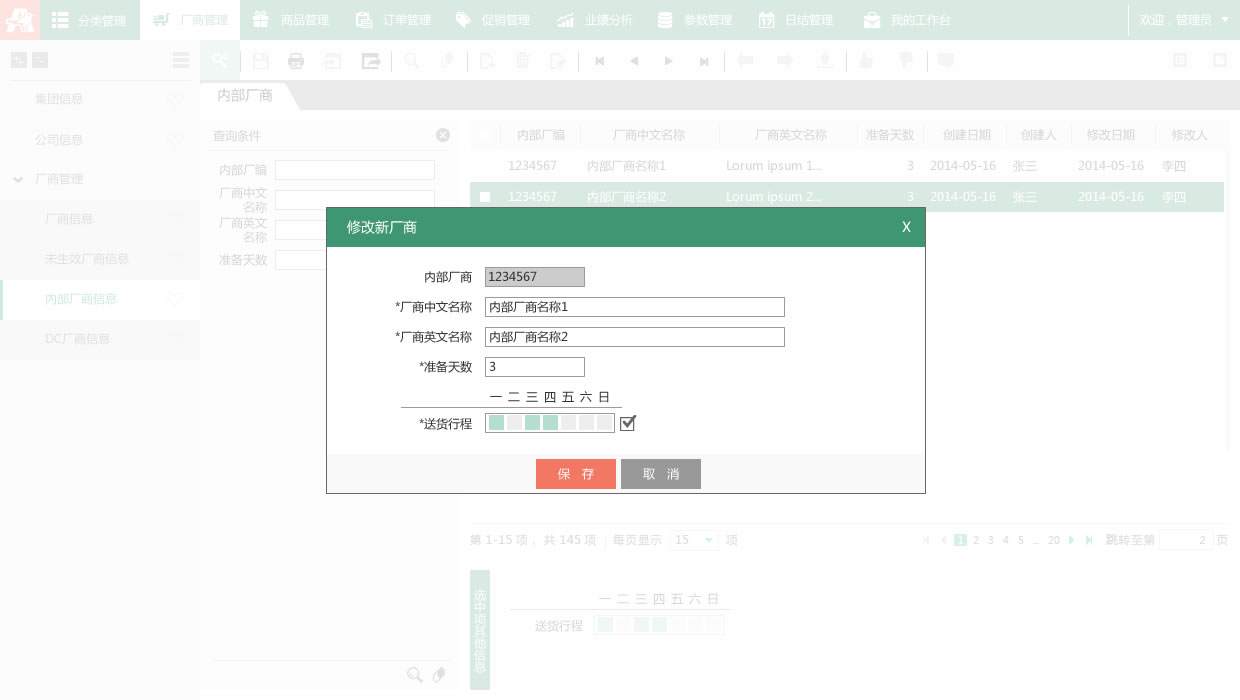 分类管理 厂商管理 商品管理 订单管理 促销管理 业绩分析 参数管理 日结管理 我的工作台 欢迎，管理员
集团信息
公司信息
厂商管理
厂商信息
未生效厂商信息
内部厂商信息
DC厂商信息
内部厂商
查询条件
内部厂编
厂商中文
名称
厂商英文
名称
准备天数
内部厂编 厂商中文名称 厂商英文名称 准备天数 创建日期 创建人 修改日期 修改人
1234567 内部厂商名称1 Lorum ipsum 1... 3 2014-05-16 张三 2014-05-16 李四
1234567 内部厂商名称2 Lorum ipsum 2... 3 2014-05-16 张三 2014-05-16 李四
修改新厂商 X
内部厂商 1234567
*厂商中文名称 内部厂商名称1
*厂商英文名称 内部厂商名称2
*准备天数 3
一 二 三 四 五 六 日
*送货行程
保 存 取 消
第 1-15 项，共 145 项 | 每页显示 15 项
1 2 3 4 5 ... 20 跳转至第 2 页
选中项其他信息
一 二 三 四 五 六 日
送货行程